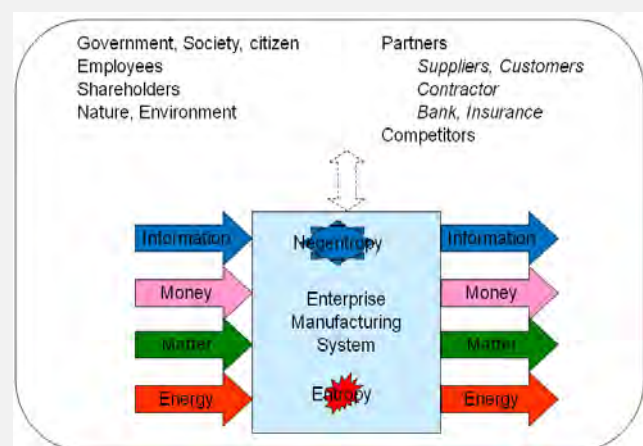 Government, Society, citizen
Employees
Shareholders
Nature, Environment
Partners
Suppliers, Customers
Contractor
Bank, Insurance
Competitors
Information
Money
Matter
Energy
Negentropy
Enterprise
Manufacturing
System
Entropy
Information
Money
Matter
Energy